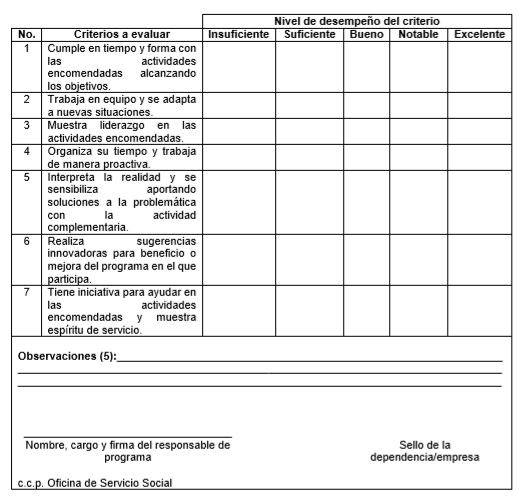 Nivel de desempeño del criterio
No. Criterios a evaluar Insuficiente Suficiente Bueno Notable Excelente
1 Cumple en tiempo y forma con
las actividades
encomendadas alcanzando
los objetivos.
2 Trabaja en equipo y se adapta
a nuevas situaciones.
3 Muestra liderazgo en las
actividades encomendadas.
4 Organiza su tiempo y trabaja
de manera proactiva.
5 Interpreta la realidad y se
sensibiliza aportando
soluciones a la problemática
con la actividad
complementaria.
6 Realiza sugerencias
innovadoras para beneficio o
mejora del programa en el que
participa.
7 Tiene iniciativa para ayudar en
las actividades
encomendadas y muestra
espíritu de servicio.
Observaciones (5):
Nombre, cargo y firma del responsable de
programa
Sello de la
dependencia/empresa
c.c.p. Oficina de Servicio Social